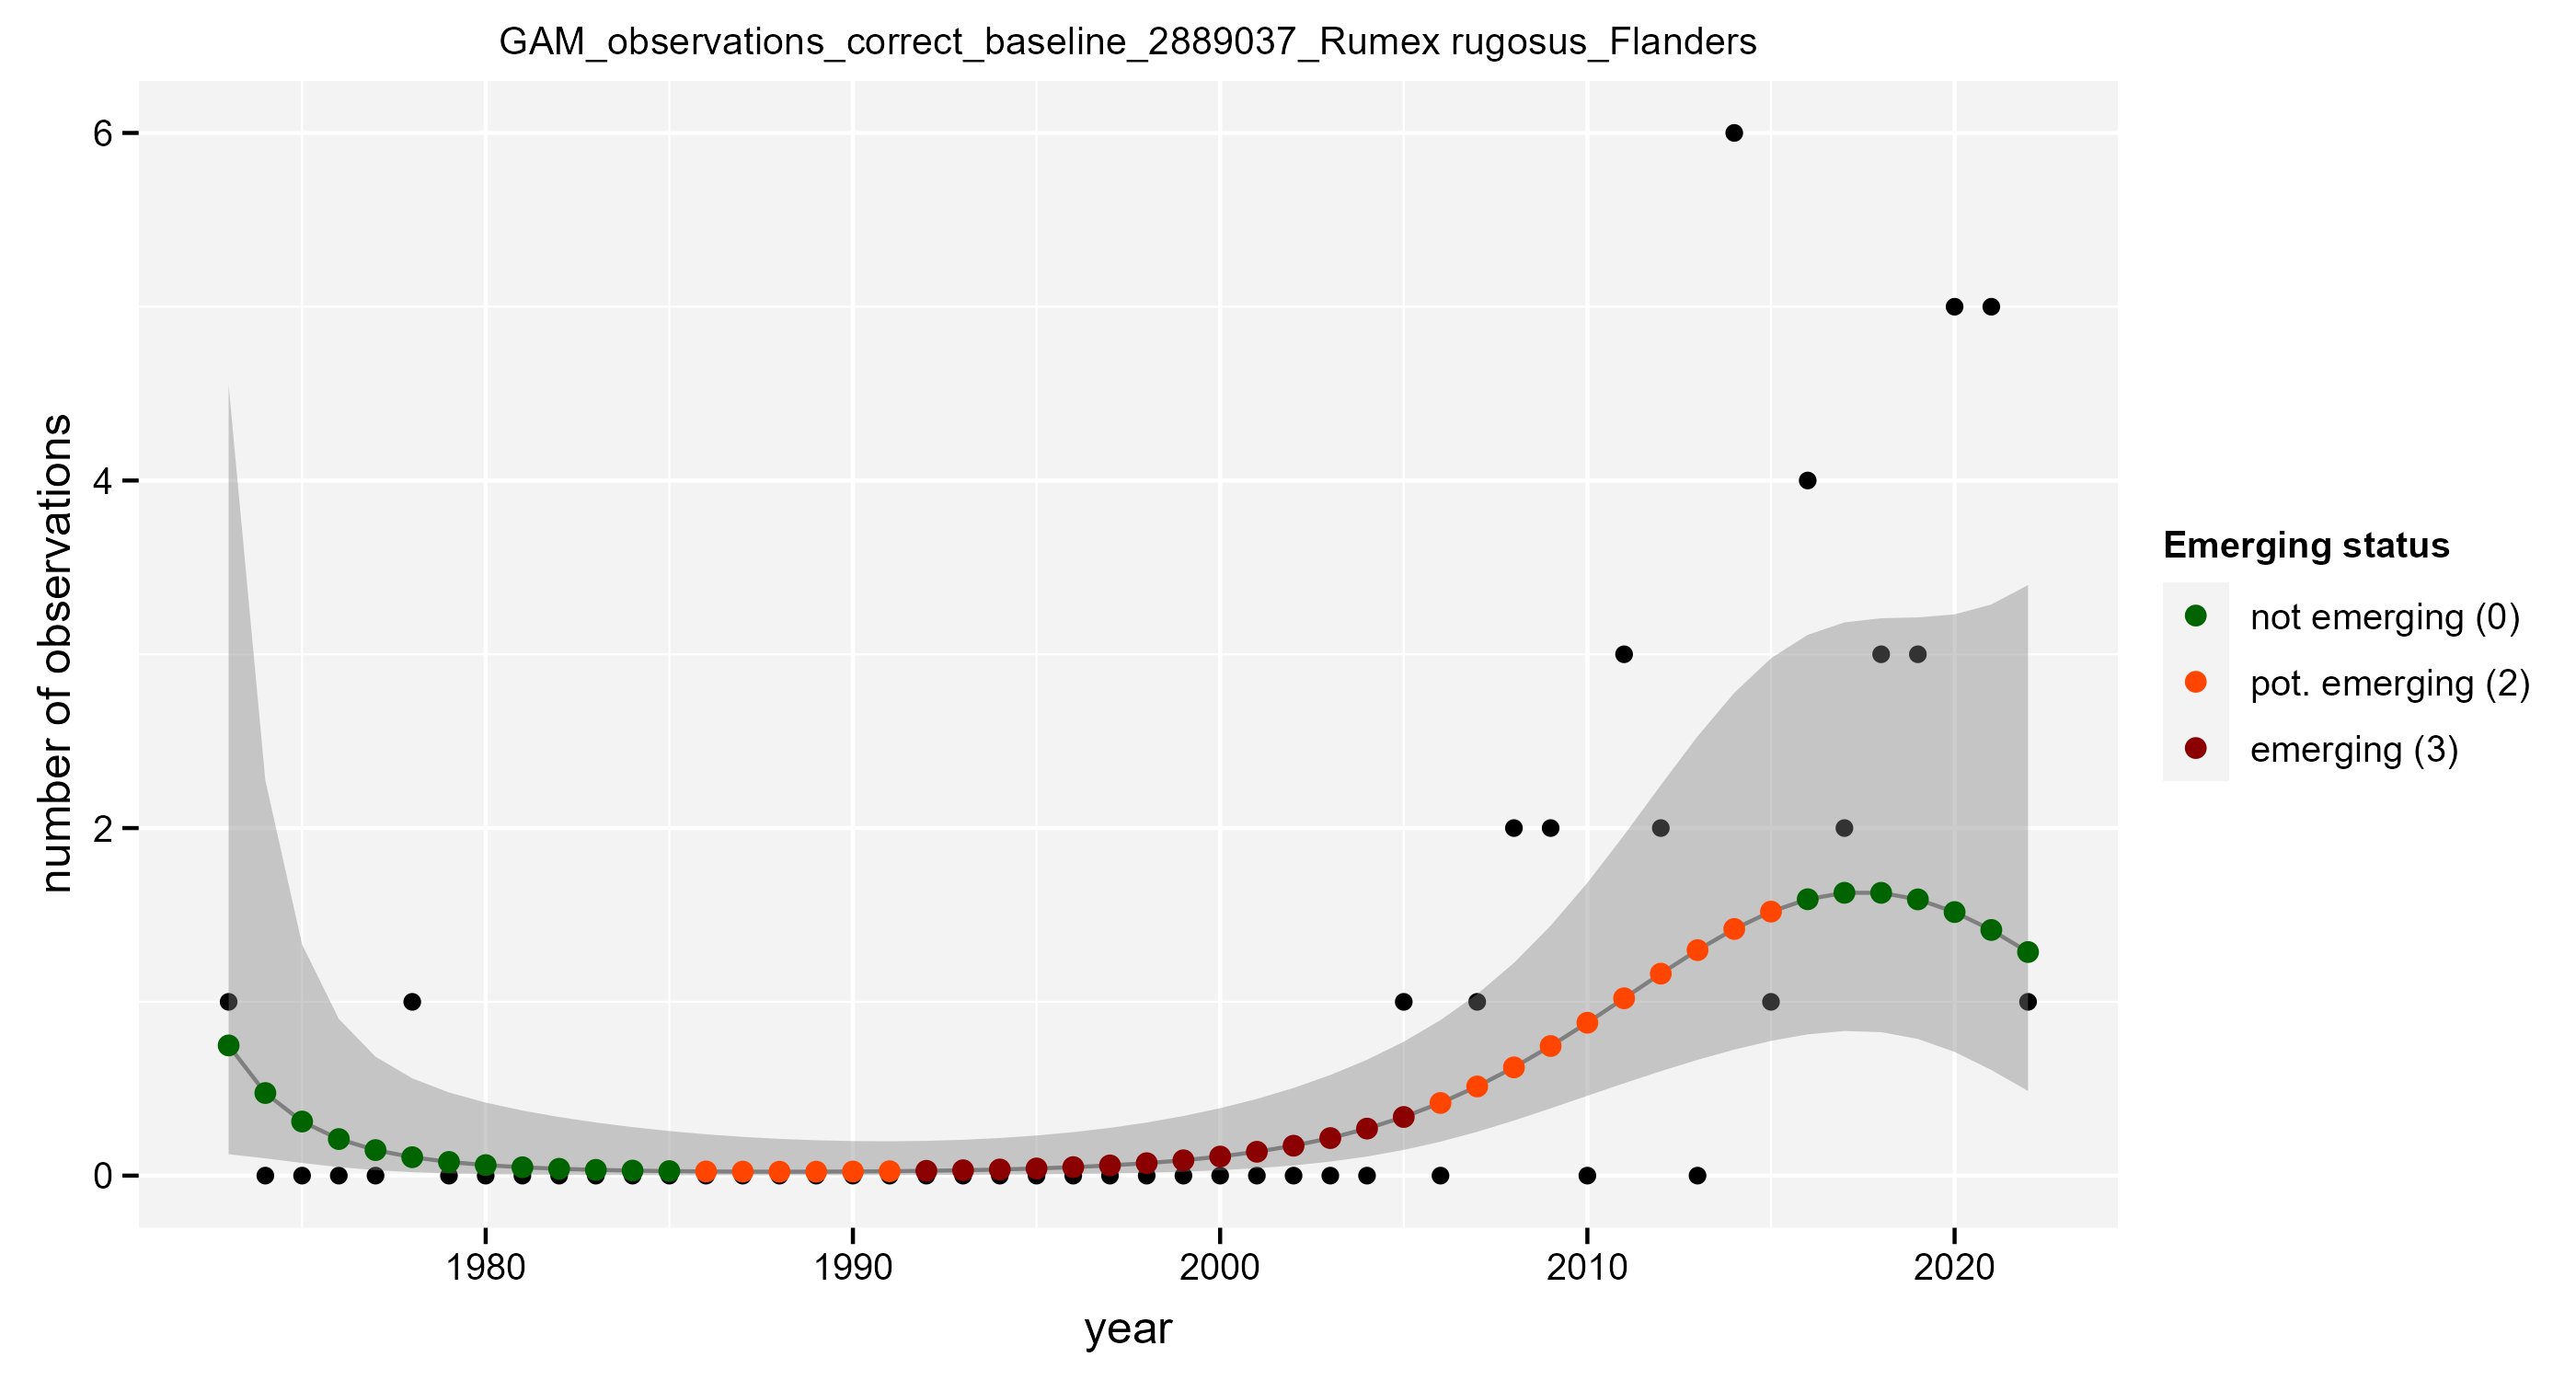 GAM_observations_correct_baseline_2889037_Rumex rugosus_Flanders
number of observations
6
4
2
0
1980
1990
2000
2010
2020
year
Emerging status
not emerging (0)
pot. emerging (2)
emerging (3)